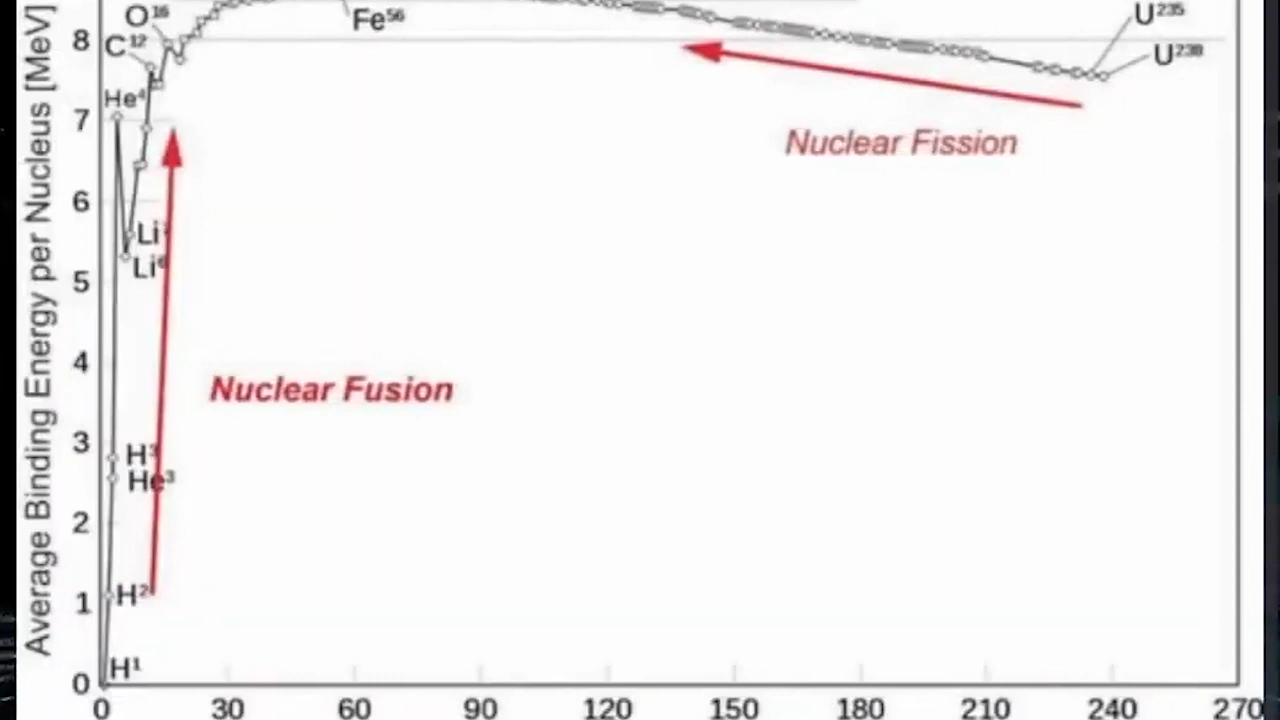 Average Binding Energy per Nucleus [MeV]
O¹⁶
Fe⁵⁶
U²³⁵
8
C¹²
U²³⁸
He⁴
7
Nuclear Fission
6
Li⁷
Li⁶
5
4
Nuclear Fusion
3
H³
He³
2
H²
1
H¹
0
0 30 60 90 120 150 180 210 240 270